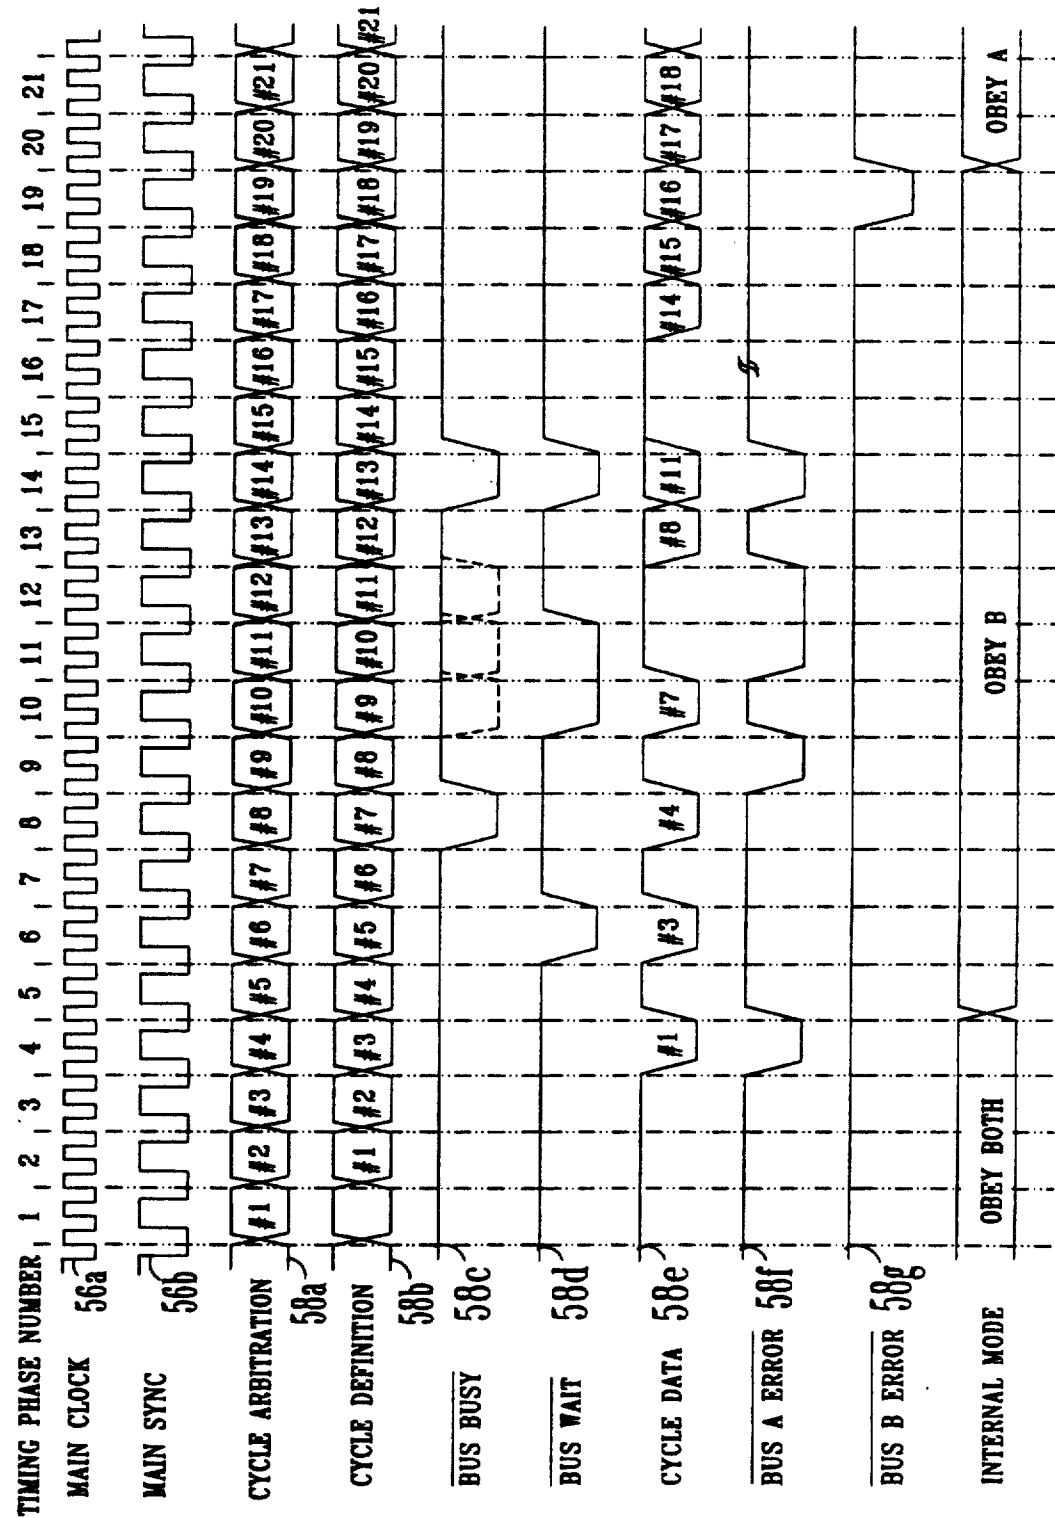 TIMING PHASE NUMBER 1 2 3 4 5 6 7 8 9 10 11 12 13 14 15 16 17 18 19 20 21
MAIN CLOCK 56a
MAIN SYNC 56b
CYCLE ARBITRATION 58a #1 #2 #3 #4 #5 #6 #7 #8 #9 #10 #11 #12 #13 #14 #15 #16 #17 #18 #19 #20 #21
CYCLE DEFINITION 58b #1 #2 #3 #4 #5 #6 #7 #8 #9 #10 #11 #12 #13 #14 #15 #16 #17 #18 #19 #20 #21
BUS BUSY 58c
BUS WAIT 58d
CYCLE DATA 58e #1 #3 #4 #7 #8 #11 #14 #15 #16 #17 #18
BUS A ERROR 58f
BUS B ERROR 58g
INTERNAL MODE OBEY BOTH OBEY B OBEY A